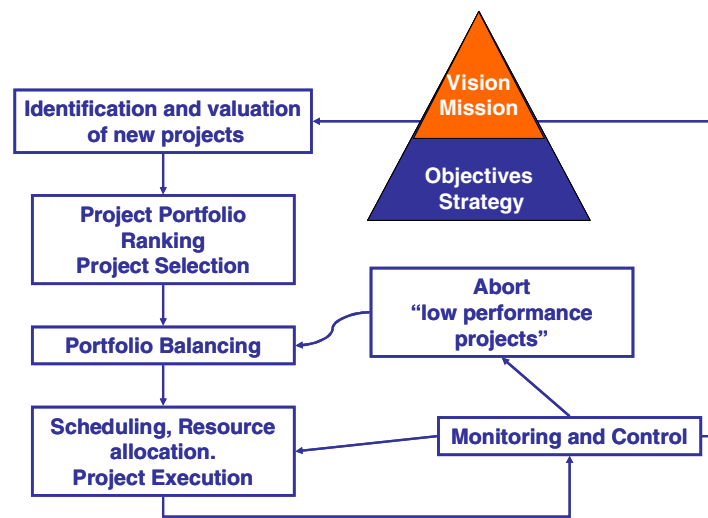 Vision
Mission
Identification and valuation
of new projects
Objectives
Strategy
Project Portfolio
Ranking
Project Selection
Abort
“low performance
projects”
Portfolio Balancing
Scheduling, Resource
allocation.
Project Execution
Monitoring and Control